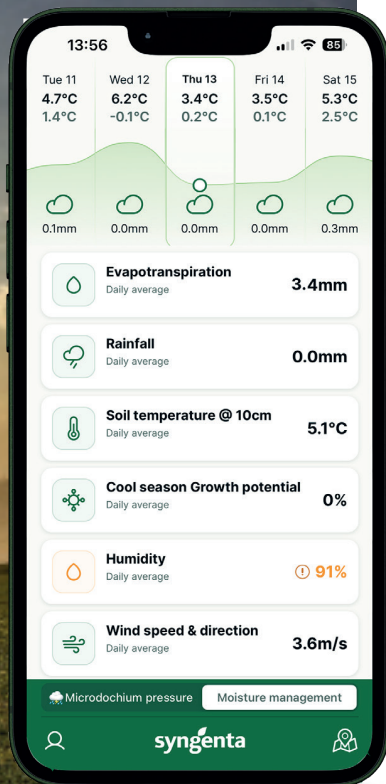 13:56
85
Tue 11 Wed 12 Thu 13 Fri 14 Sat 15
4.7°C 6.2°C 3.4°C 3.5°C 5.3°C
1.4°C -0.1°C 0.2°C 0.1°C 2.5°C
0.1mm 0.0mm 0.0mm 0.0mm 0.3mm
Evapotranspiration
Daily average
3.4mm
Rainfall
Daily average
0.0mm
Soil temperature @ 10cm
Daily average
5.1°C
Cool season Growth potential
Daily average
0%
Humidity
Daily average
91%
Wind speed & direction
Daily average
3.6m/s
Microdochium pressure Moisture management
syngenta